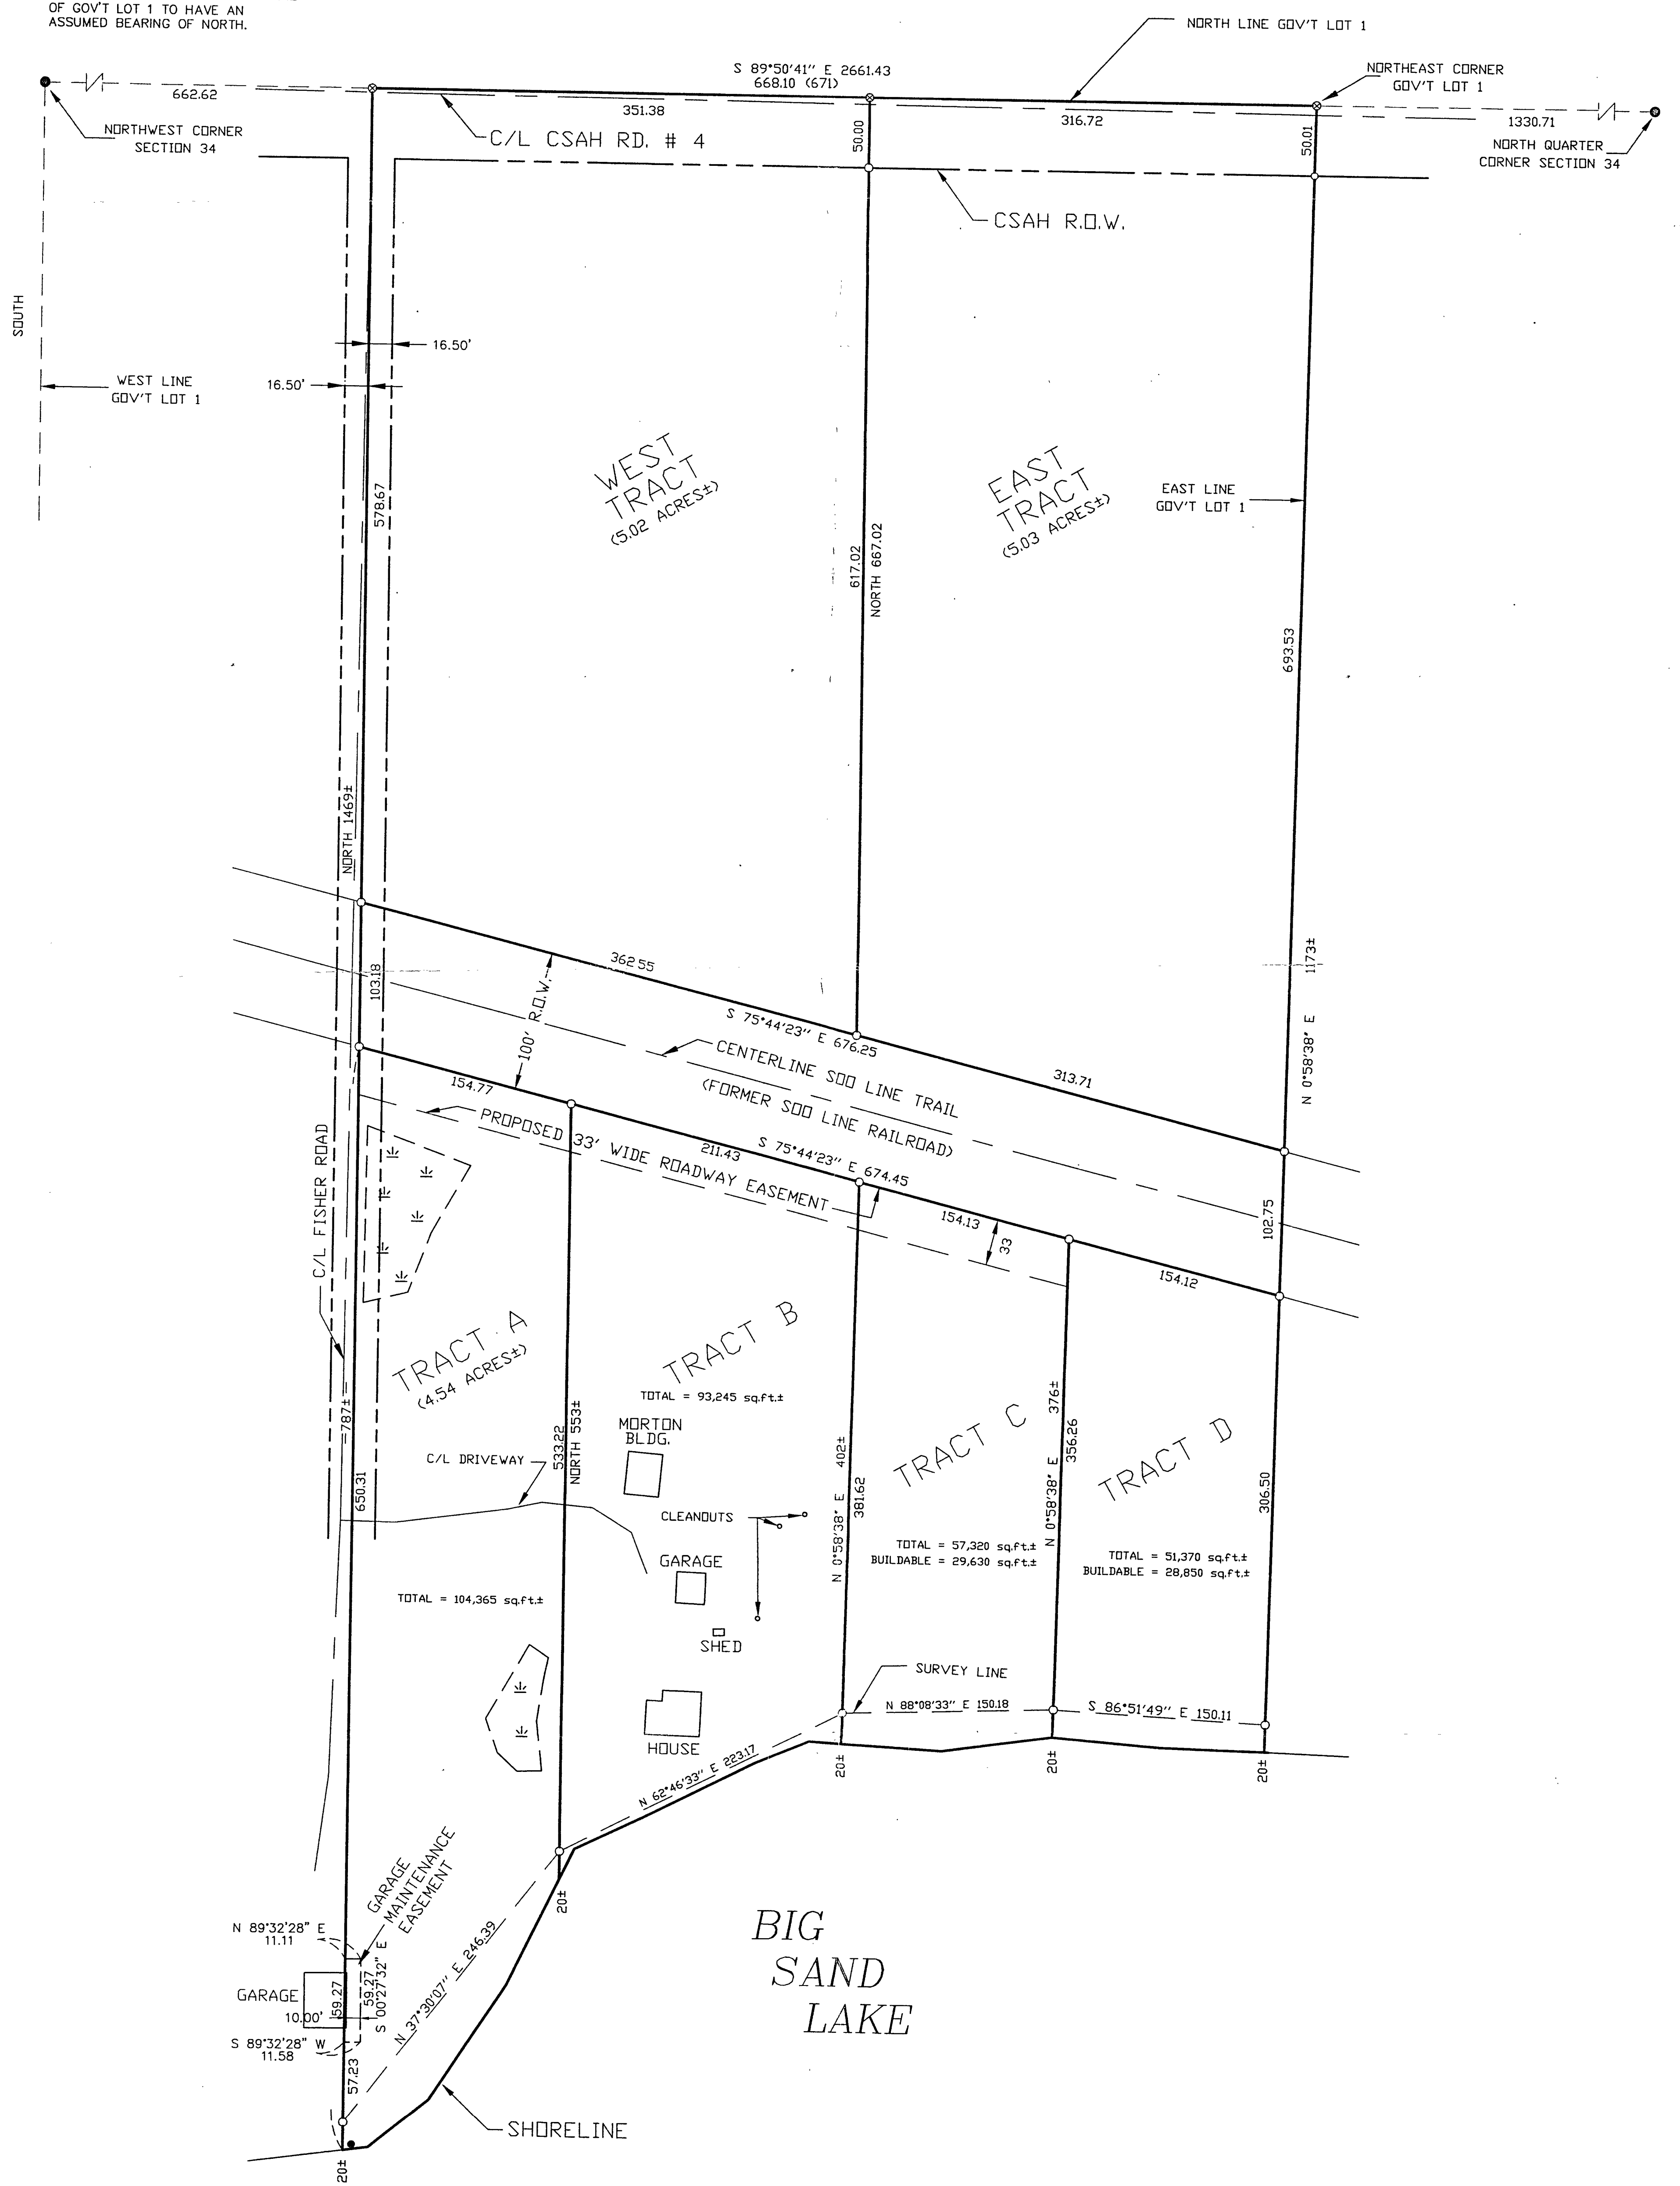 OF GOV'T LOT 1 TO HAVE AN
ASSUMED BEARING OF NORTH.
NORTH LINE GOV'T LOT 1
S 89°50'41" E 2661.43
668.10 (671)
NORTHEAST CORNER
GOV'T LOT 1
662.62
351.38
316.72
1330.71
NORTHWEST CORNER
SECTION 34
C/L CSAH RD. # 4
50.00
50.01
NORTH QUARTER
CORNER SECTION 34
CSAH R.O.W.
SOUTH
16.50'
WEST LINE
GOV'T LOT 1
16.50'
WEST
TRACT
(5.02 ACRES±)
EAST
TRACT
(5.03 ACRES±)
EAST LINE
GOV'T LOT 1
578.67
617.02
NORTH 667.02
693.53
NORTH 1469±
362.55
103.18
100' R.O.W.
S 75°44'23" E 676.25
CENTERLINE SOO LINE TRAIL
(FORMER SOO LINE RAILROAD)
313.71
N 0°58'38" E 1173±
154.77
PROPOSED 33' WIDE ROADWAY EASEMENT
211.43
S 75°44'23" E 674.45
154.13
33
102.75
154.12
C/L FISHER ROAD
TRACT A
(4.54 ACRES±)
TRACT B
TOTAL = 93,245 sq.ft.±
MORTON
BLDG.
787±
650.31
C/L DRIVEWAY
533.22
NORTH 553±
CLEANOUTS
GARAGE
SHED
HOUSE
TOTAL = 104,365 sq.ft.±
N 0°58'38" E 402±
381.62
TRACT C
TOTAL = 57,320 sq.ft.±
BUILDABLE = 29,630 sq.ft.±
N 0°58'38" E 376±
356.26
TRACT D
TOTAL = 51,370 sq.ft.±
BUILDABLE = 28,850 sq.ft.±
306.50
SURVEY LINE
N 88°08'33" E 150.18
S 86°51'49" E 150.11
N 62°46'33" E 223.17
20±
20±
20±
20±
GARAGE
MAINTENANCE
EASEMENT
N 89°32'28" E
11.11
GARAGE
59.27
59.27
S 00°27'32" E
10.00'
S 89°32'28" W
11.58
57.23
N 37°30'07" E 246.39
BIG
SAND
LAKE
SHORELINE
20±